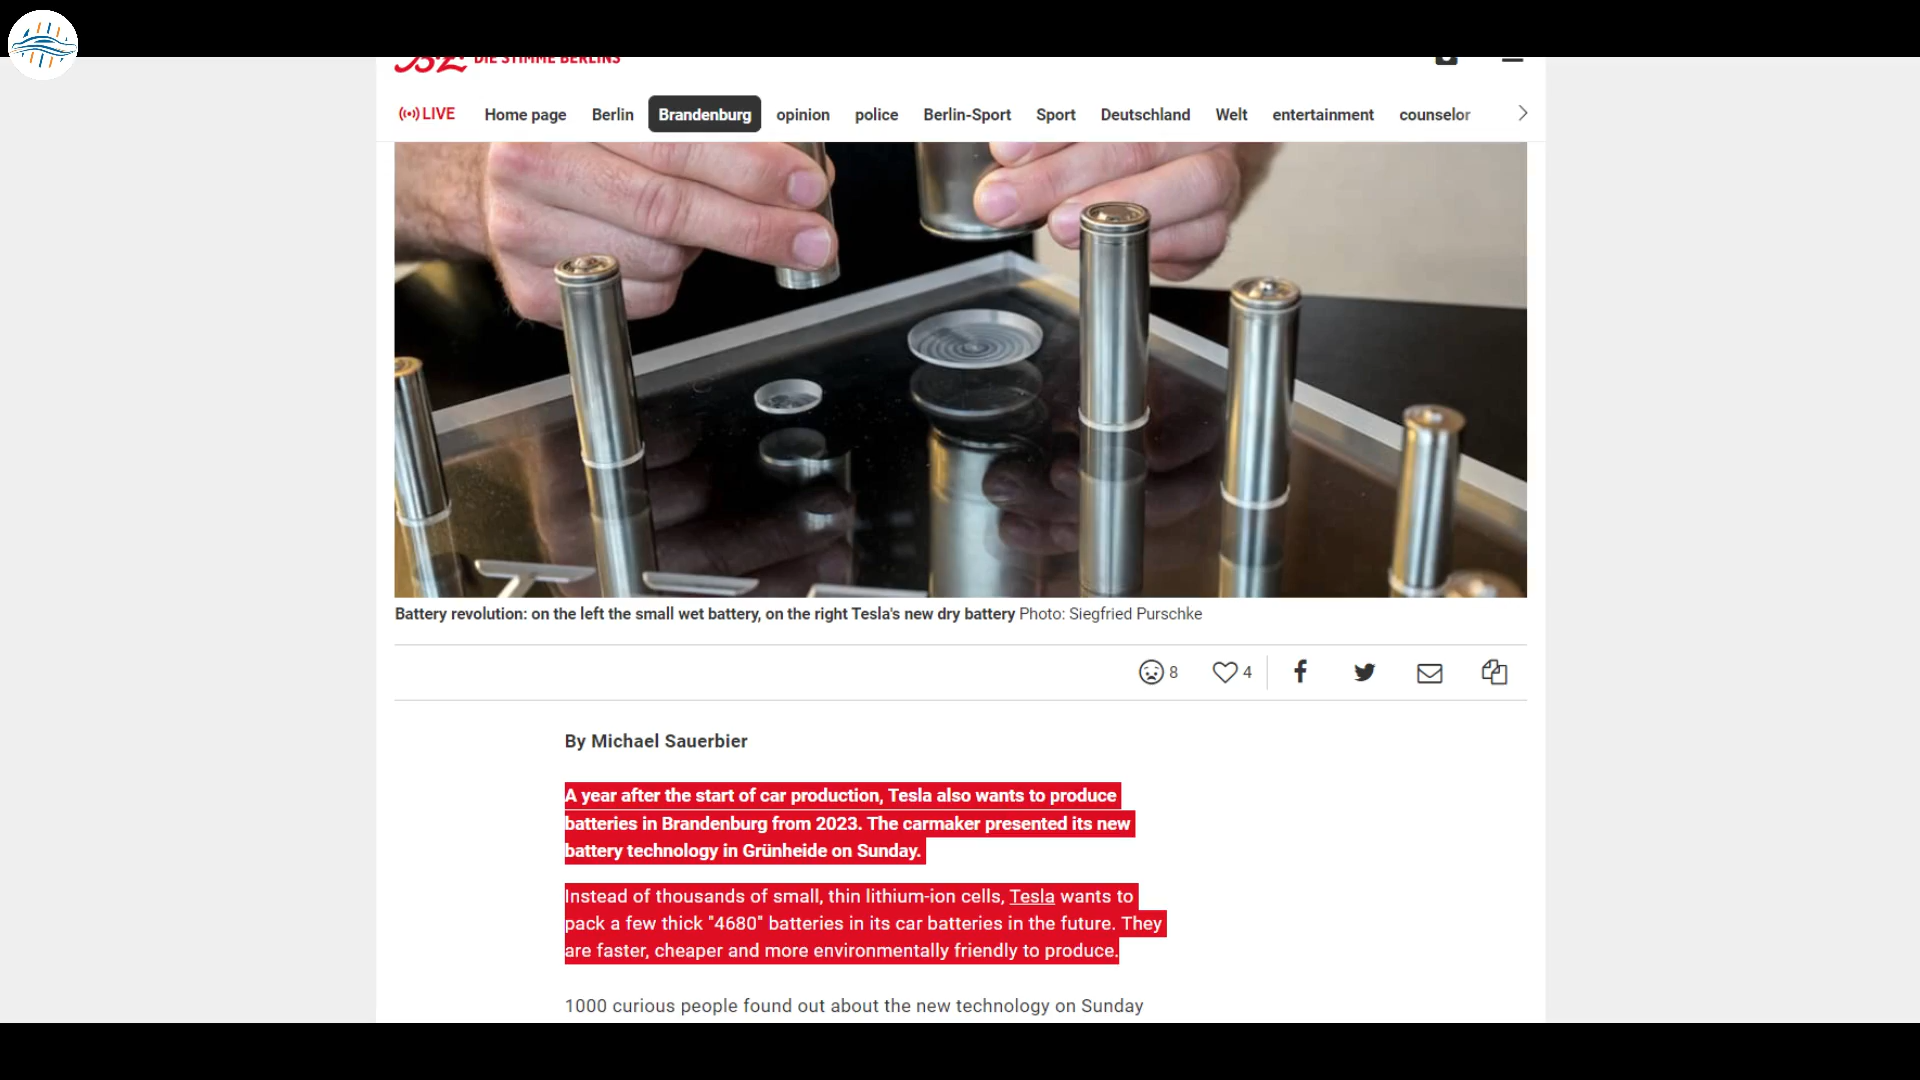 BZ DIE STIMME BERLINS
LIVE Home page Berlin Brandenburg opinion police Berlin-Sport Sport Deutschland Welt entertainment counselor
Battery revolution: on the left the small wet battery, on the right Tesla's new dry battery Photo: Siegfried Purschke
8 4
By Michael Sauerbier
A year after the start of car production, Tesla also wants to produce
batteries in Brandenburg from 2023. The carmaker presented its new
battery technology in Grünheide on Sunday.
Instead of thousands of small, thin lithium-ion cells, Tesla wants to
pack a few thick "4680" batteries in its car batteries in the future. They
are faster, cheaper and more environmentally friendly to produce.
1000 curious people found out about the new technology on Sunday